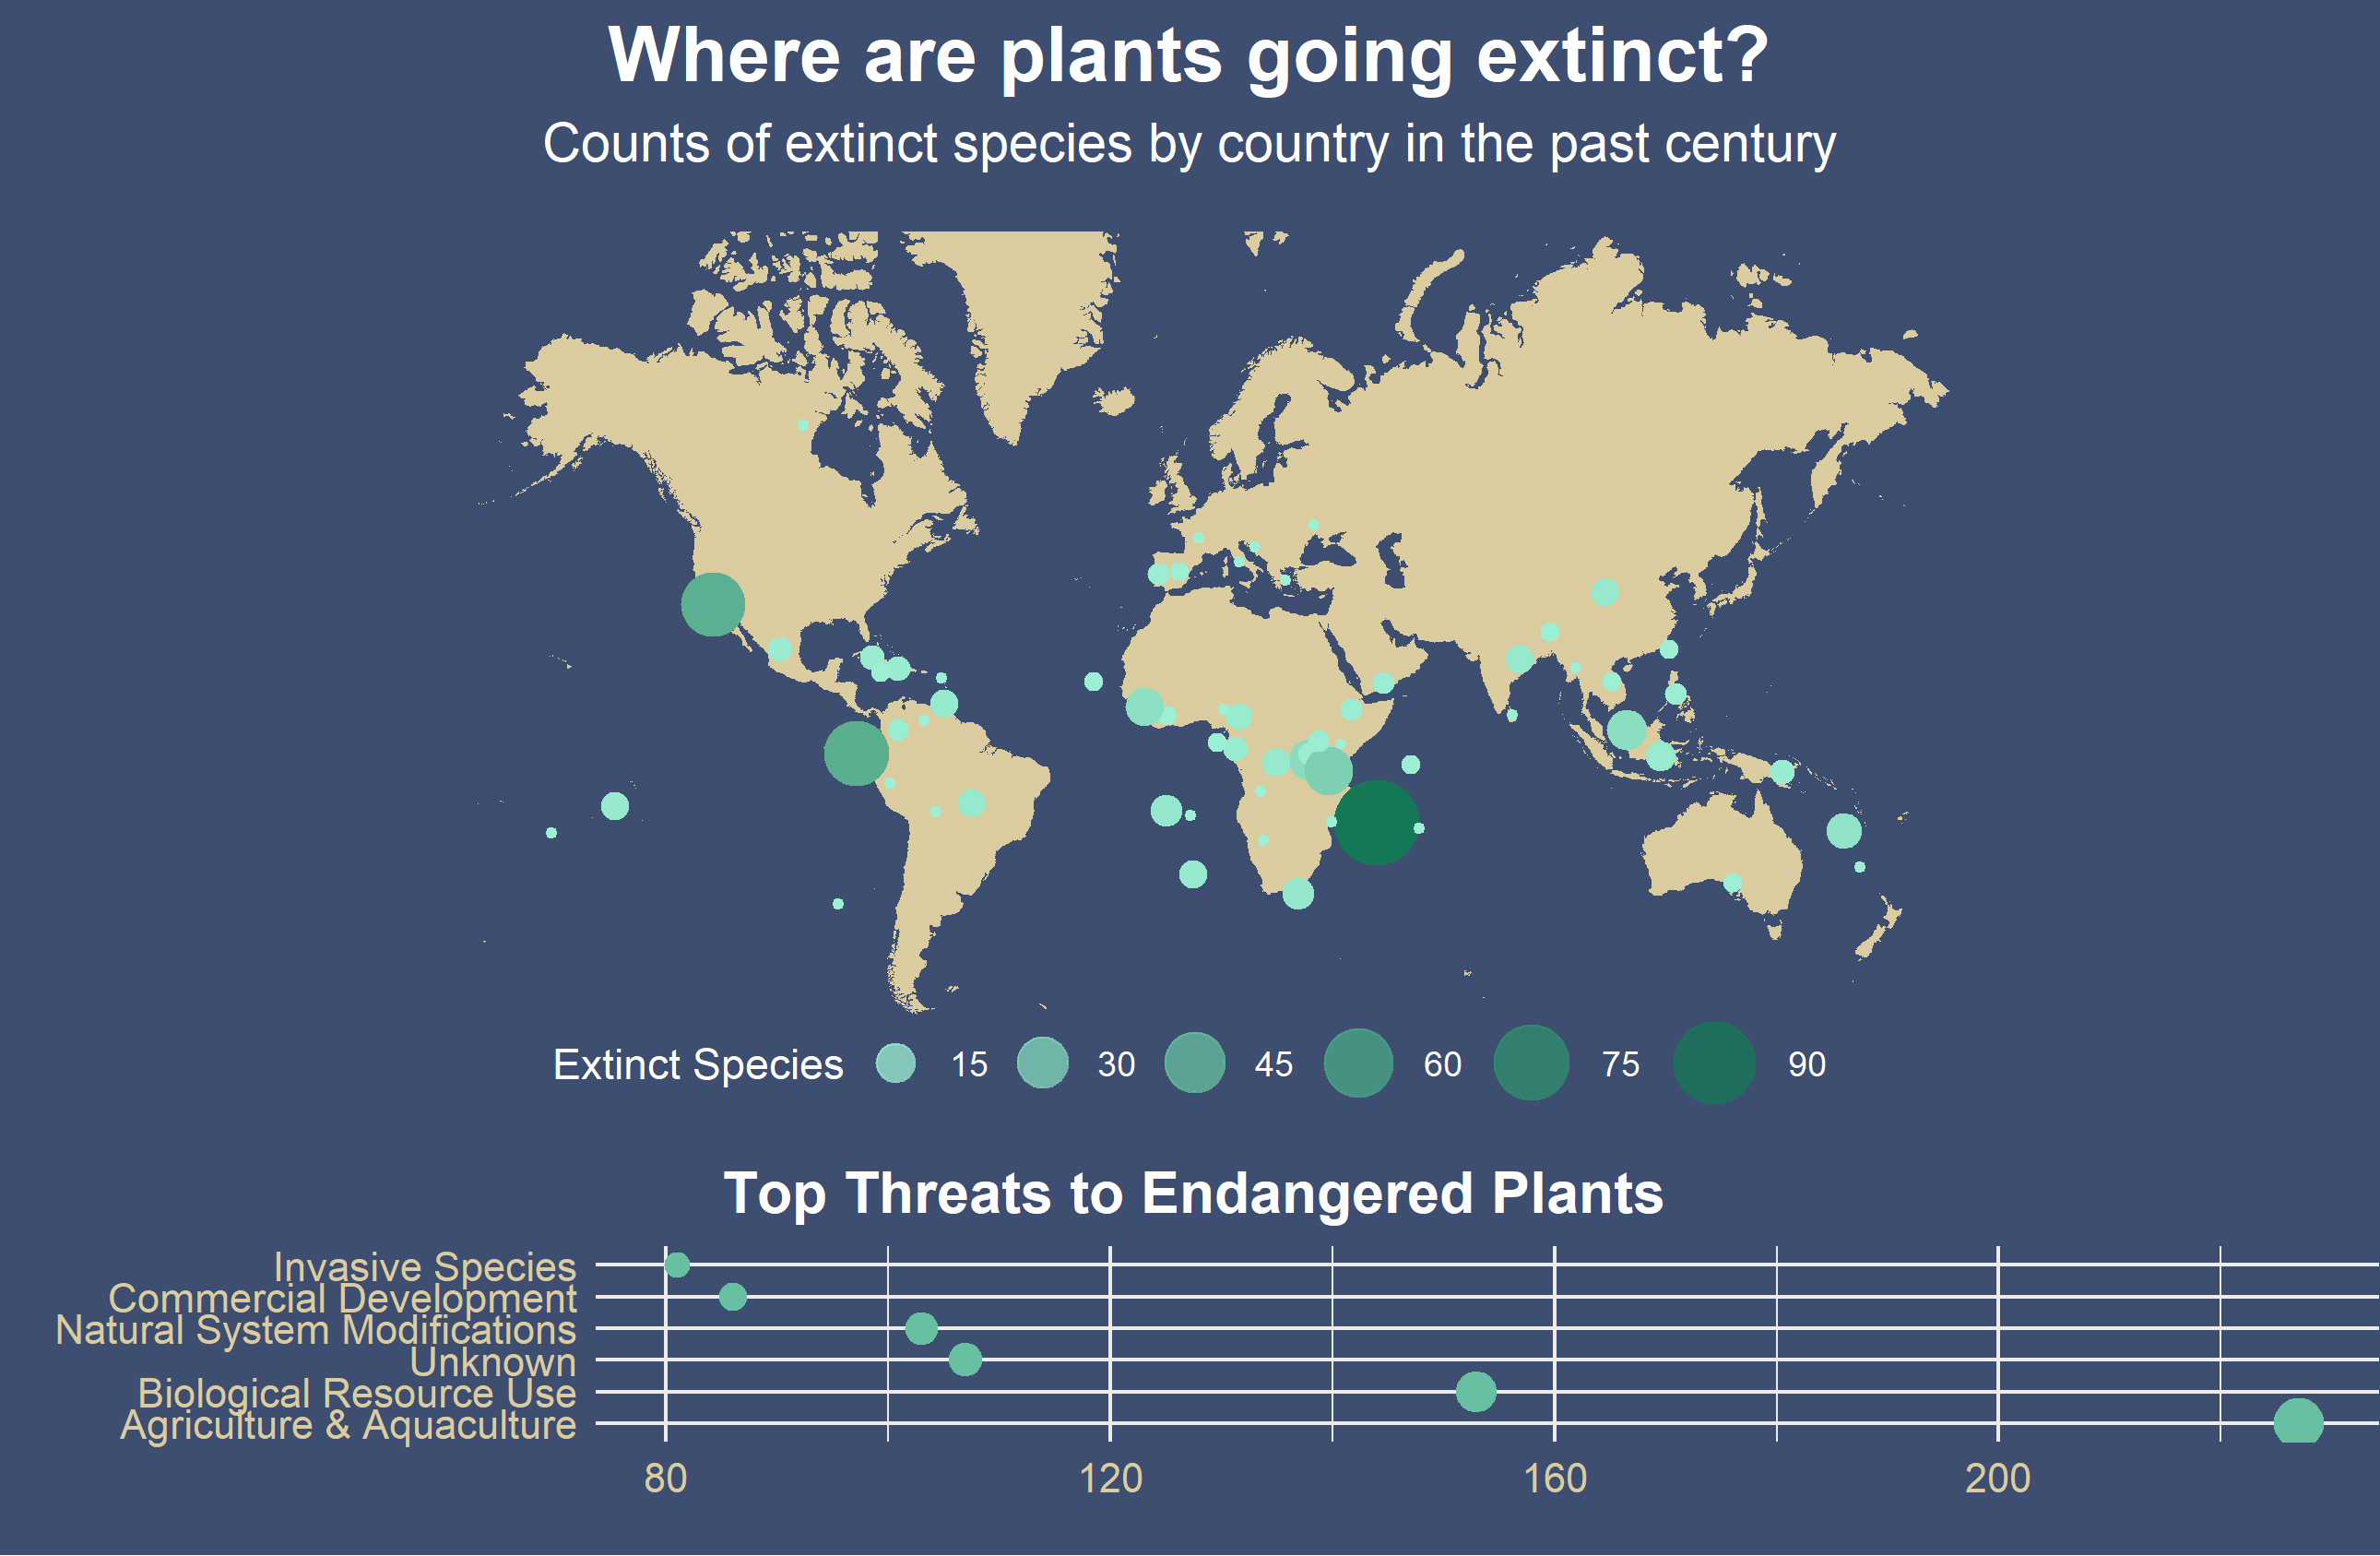 Where are plants going extinct?
Counts of extinct species by country in the past century
Extinct Species 15 30 45 60 75 90
Top Threats to Endangered Plants
Invasive Species
Commercial Development
Natural System Modifications
Unknown
Biological Resource Use
Agriculture & Aquaculture
80 120 160 200